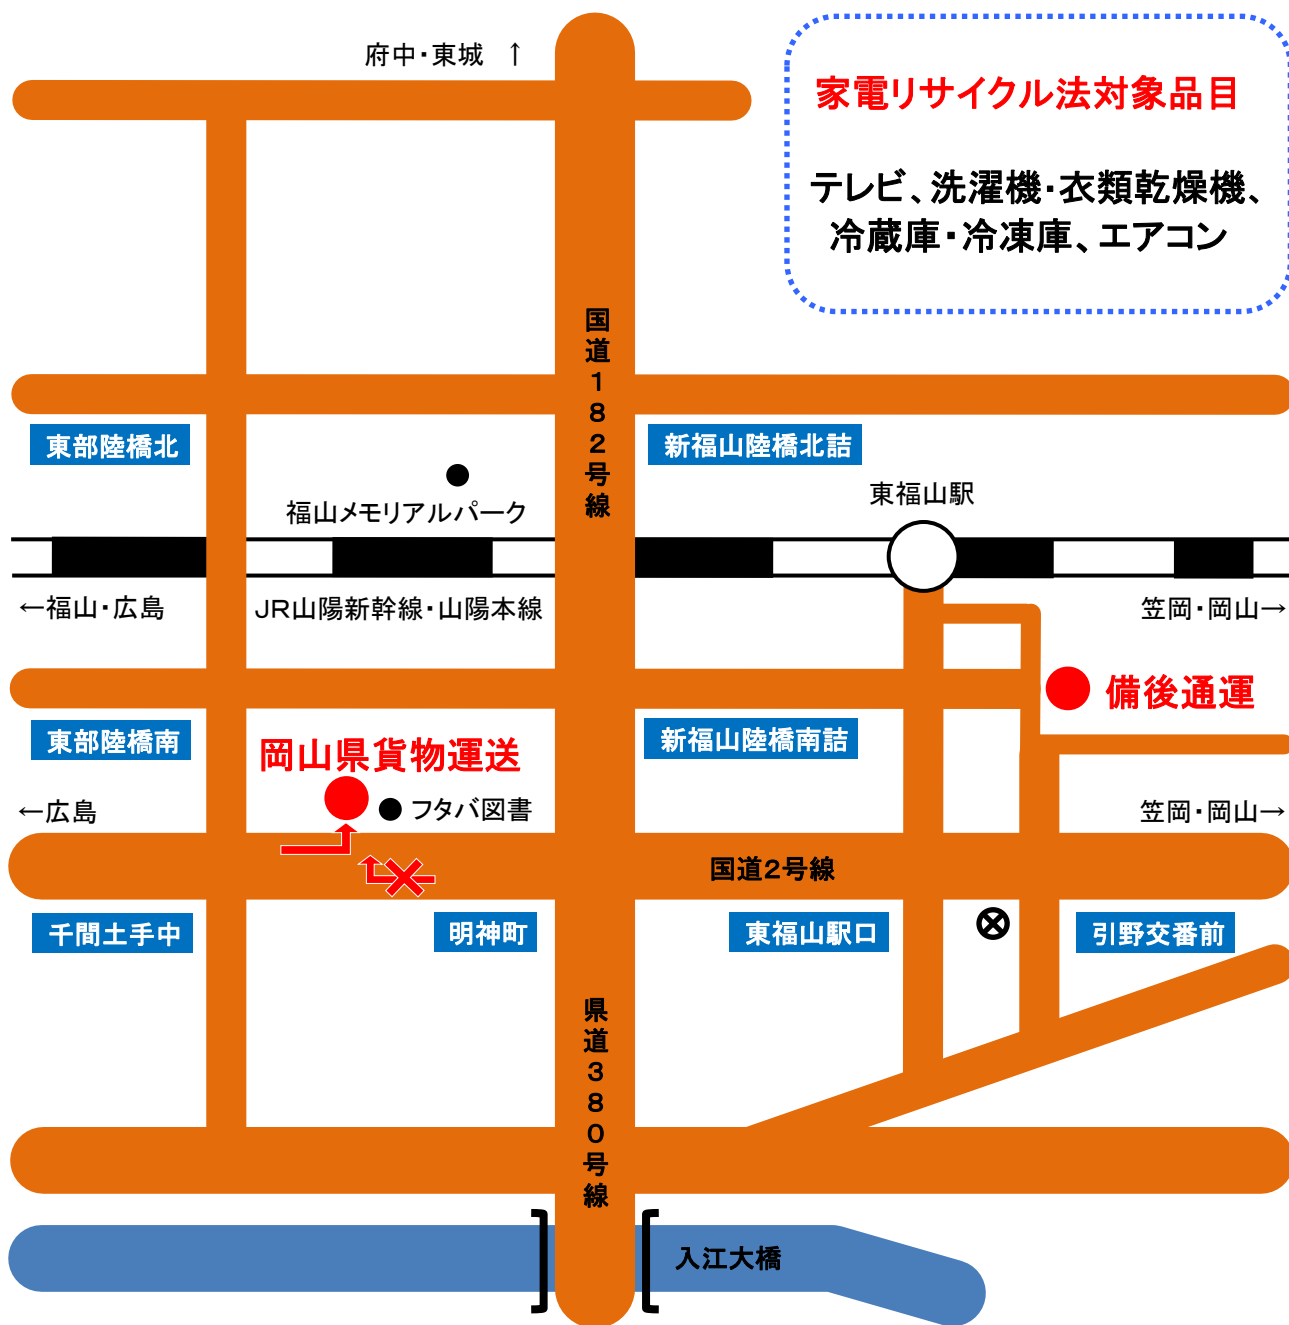 府中・東城 ↑
家電リサイクル法対象品目
テレビ、洗濯機・衣類乾燥機、
冷蔵庫・冷凍庫、エアコン
国道182号線
東部陸橋北
新福山陸橋北詰
福山メモリアルパーク
東福山駅
←福山・広島
JR山陽新幹線・山陽本線
笠岡・岡山→
備後通運
東部陸橋南
新福山陸橋南詰
岡山県貨物運送
←広島
フタバ図書
笠岡・岡山→
国道2号線
千間土手中
明神町
東福山駅口
引野交番前
県道380号線
入江大橋